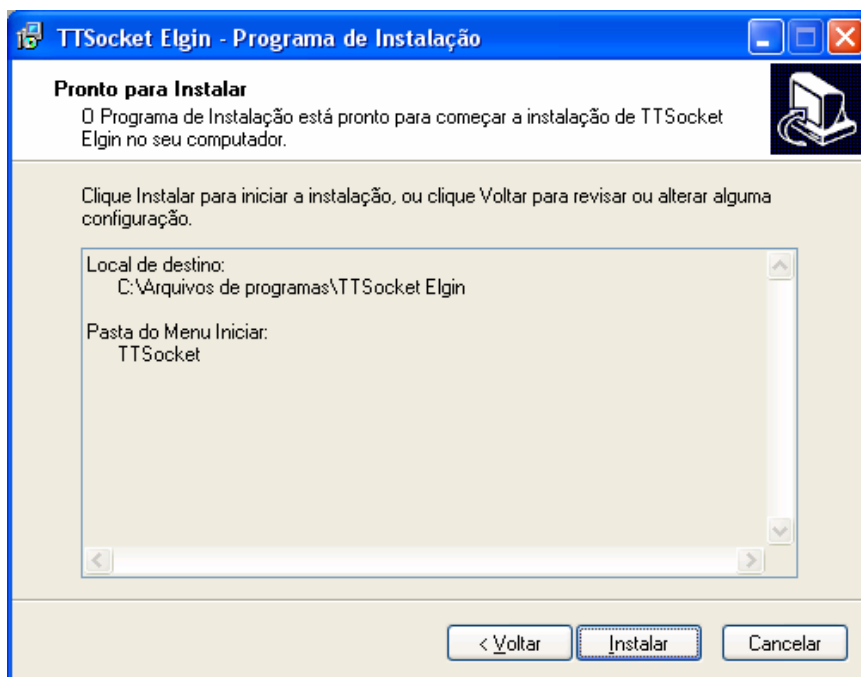 TTSocket Elgin - Programa de Instalação
Pronto para Instalar
O Programa de Instalação está pronto para começar a instalação de TTSocket
Elgin no seu computador.
Clique Instalar para iniciar a instalação, ou clique Voltar para revisar ou alterar alguma
configuração.
Local de destino:
C:\Arquivos de programas\TTSocket Elgin
Pasta do Menu Iniciar:
TTSocket
< Voltar
Instalar
Cancelar